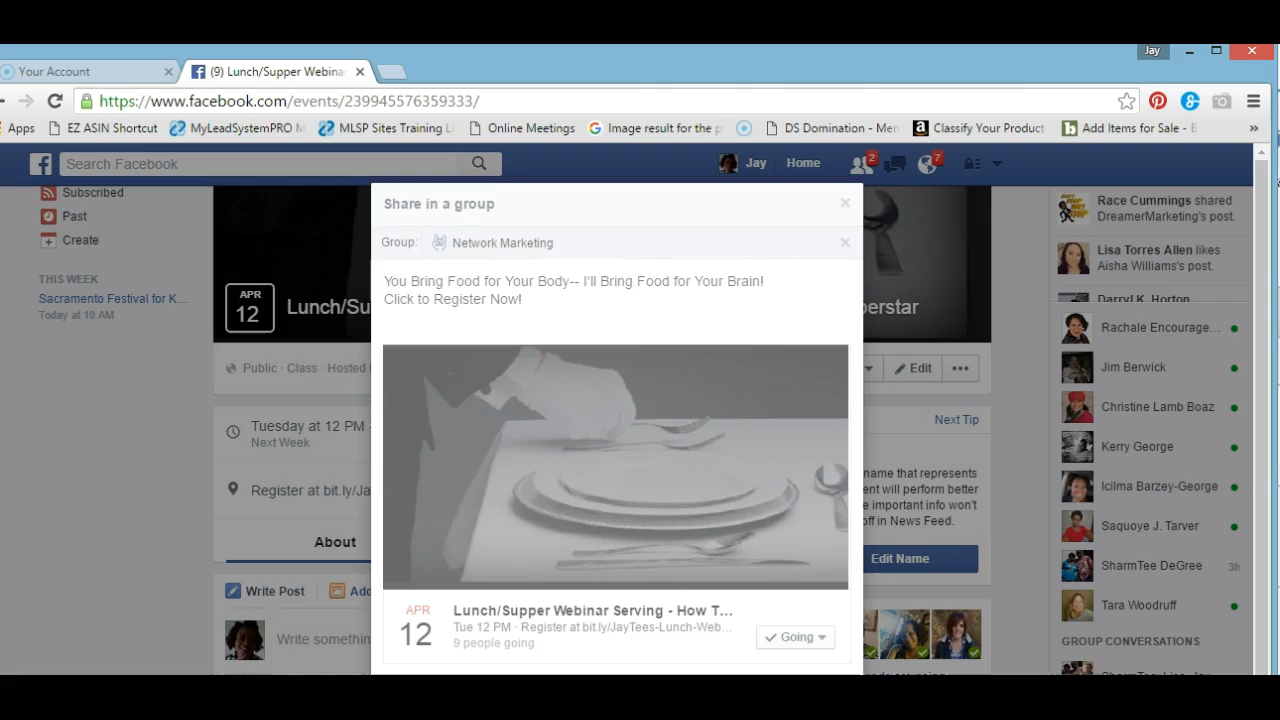 Jay
Your Account
(9) Lunch/Supper Webina
https://www.facebook.com/events/239945576359333/
Apps
EZ ASIN Shortcut
MyLeadSystemPRO M
MLSP Sites Training L
Online Meetings
Image result for the p
DS Domination - Men
Classify Your Product
Add Items for Sale - E
»
Search Facebook
Jay
Home
2
7
Subscribed
Past
Create
THIS WEEK
Sacramento Festival for K...
Today at 10 AM
APR
12
Lunch/Su
perstar
Public · Class · Hosted
Edit
Tuesday at 12 PM
Next Week
Register at bit.ly/Ja
About
Write Post
Add
Write somethin
Share in a group
Group:
Network Marketing
You Bring Food for Your Body-- I'll Bring Food for Your Brain!
Click to Register Now!
APR
12
Lunch/Supper Webinar Serving - How T...
Tue 12 PM · Register at bit.ly/JayTees-Lunch-Web...
9 people going
Going
Next Tip
name that represents
ent will perform better
e important info won't
off in News Feed.
Edit Name
Race Cummings shared
DreamerMarketing's post.
Lisa Torres Allen likes
Aisha Williams's post.
Darryl K. Horton
Rachale Encourage...
Jim Berwick
Christine Lamb Boaz
Kerry George
Icilma Barzey-George
Saquoye J. Tarver
SharmTee DeGree
3h
Tara Woodruff
GROUP CONVERSATIONS